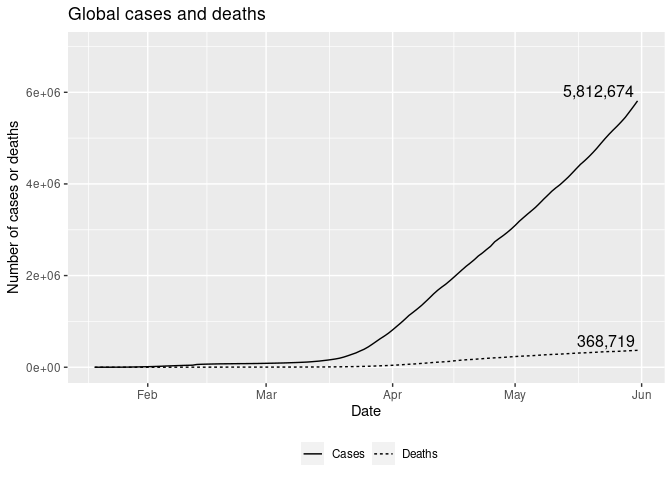 Global cases and deaths
Number of cases or deaths
6e+06
4e+06
2e+06
0e+00
5,812,674
368,719
Feb Mar Apr May Jun
Date
Cases Deaths